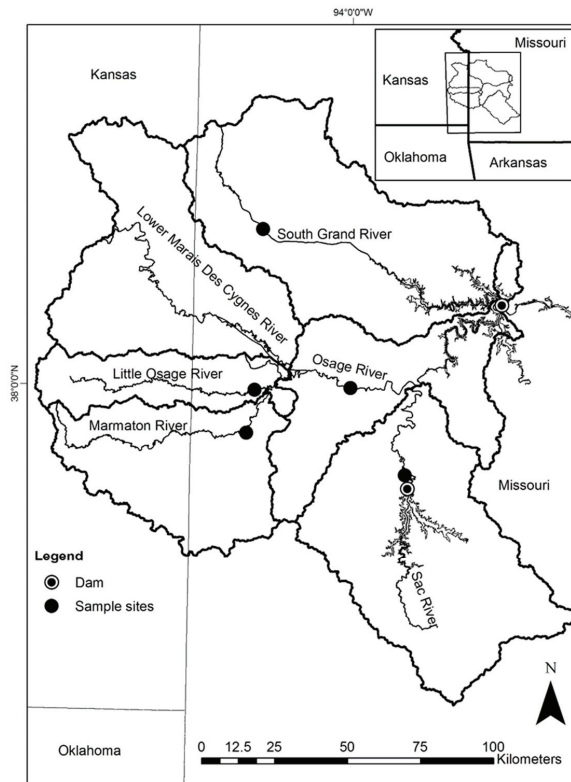 94°0'0"W
Missouri
Kansas
Kansas
Oklahoma
Arkansas
South Grand River
Lower Marais Des Cygnes River
Osage River
38°0'0"N
Little Osage River
Marmaton River
Missouri
Sac River
Legend
Dam
Sample sites
N
0 12.5 25 50 75 100
Kilometers
Oklahoma